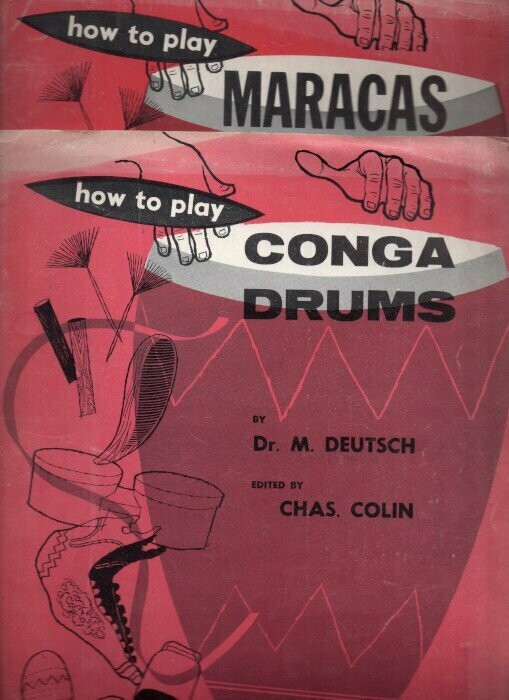 how to play
MARACAS
how to play
CONGA
DRUMS
BY
Dr. M. DEUTSCH
EDITED BY
CHAS. COLIN